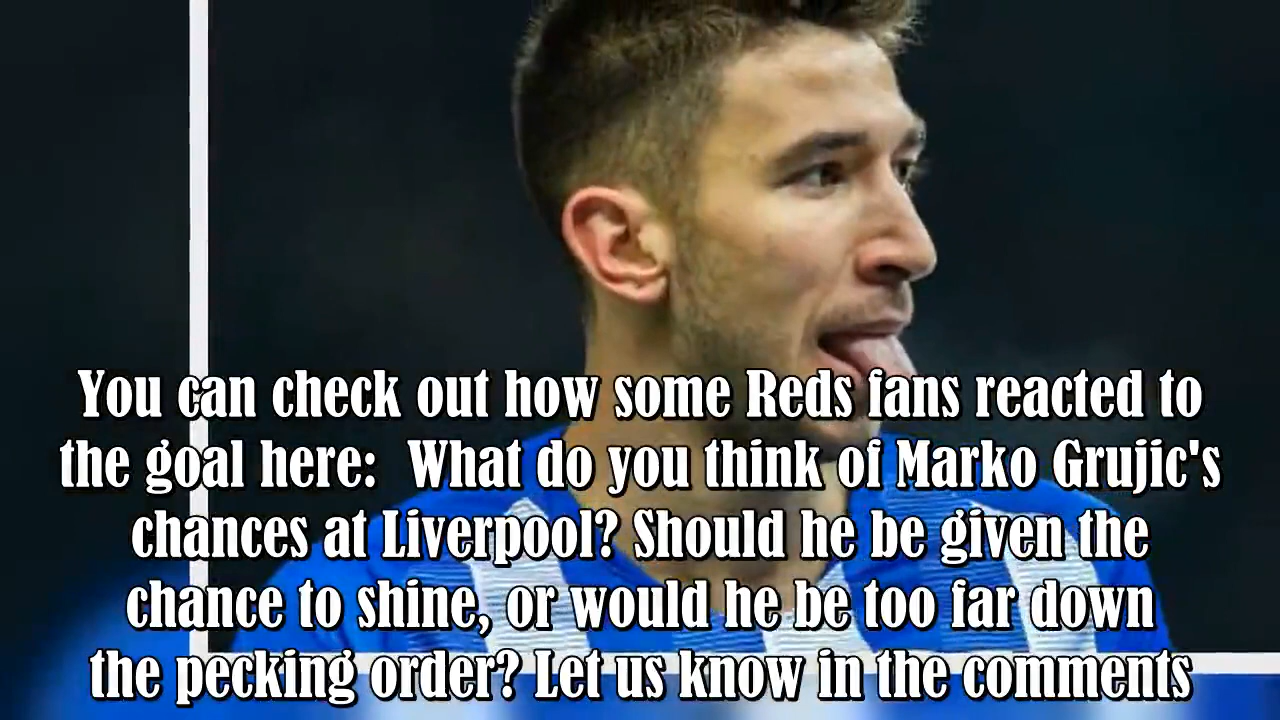 You can check out how some Reds fans reacted to
the goal here:  What do you think of Marko Grujic's
chances at Liverpool? Should he be given the
chance to shine, or would he be too far down
the pecking order? Let us know in the comments